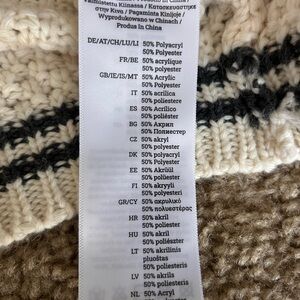 Valmistettu Kiinassa / Κατασκευαστηκε
στην Κινα / Pagaminta Kinijoje /
Wyprodukowano w Chinach /
Produs în China
DE/AT/CH/LU/LI 50% Polyacryl
50% Polyester
FR/BE 50% acrylique
50% polyester
GB/IE/IS/MT 50% Acrylic
50% Polyester
IT 50% acrilica
50% poliestere
ES 50% Acrílico
50% poliéster
BG 50% Акрил
50% Полиестер
CZ 50% akryl
50% polyester
DK 50% polyacryl
50% Polyester
EE 50% Akrüül
50% polüester
FI 50% akryyli
50% polyesteri
GR/CY 50% ακρυλικό
50% πολυεστέρας
HR 50% akril
50% poliester
HU 50% akril
50% poliészter
LT 50% akrilinis
pluoštas
50% poliesteris
LV 50% akrils
50% poliesteris
NL 50% Acryl